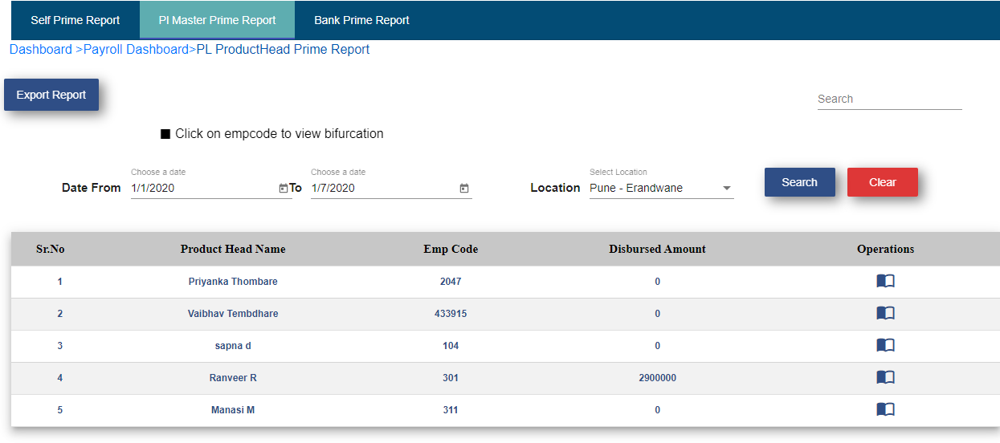 Self Prime Report Pl Master Prime Report Bank Prime Report
Dashboard >Payroll Dashboard>PL ProductHead Prime Report
Export Report
Search
Click on empcode to view bifurcation
Choose a date Choose a date Select Location
Date From 1/1/2020 To 1/7/2020 Location Pune - Erandwane Search Clear
Sr.No Product Head Name Emp Code Disbursed Amount Operations
1 Priyanka Thombare 2047 0
2 Vaibhav Tembdhare 433915 0
3 sapna d 104 0
4 Ranveer R 301 2900000
5 Manasi M 311 0